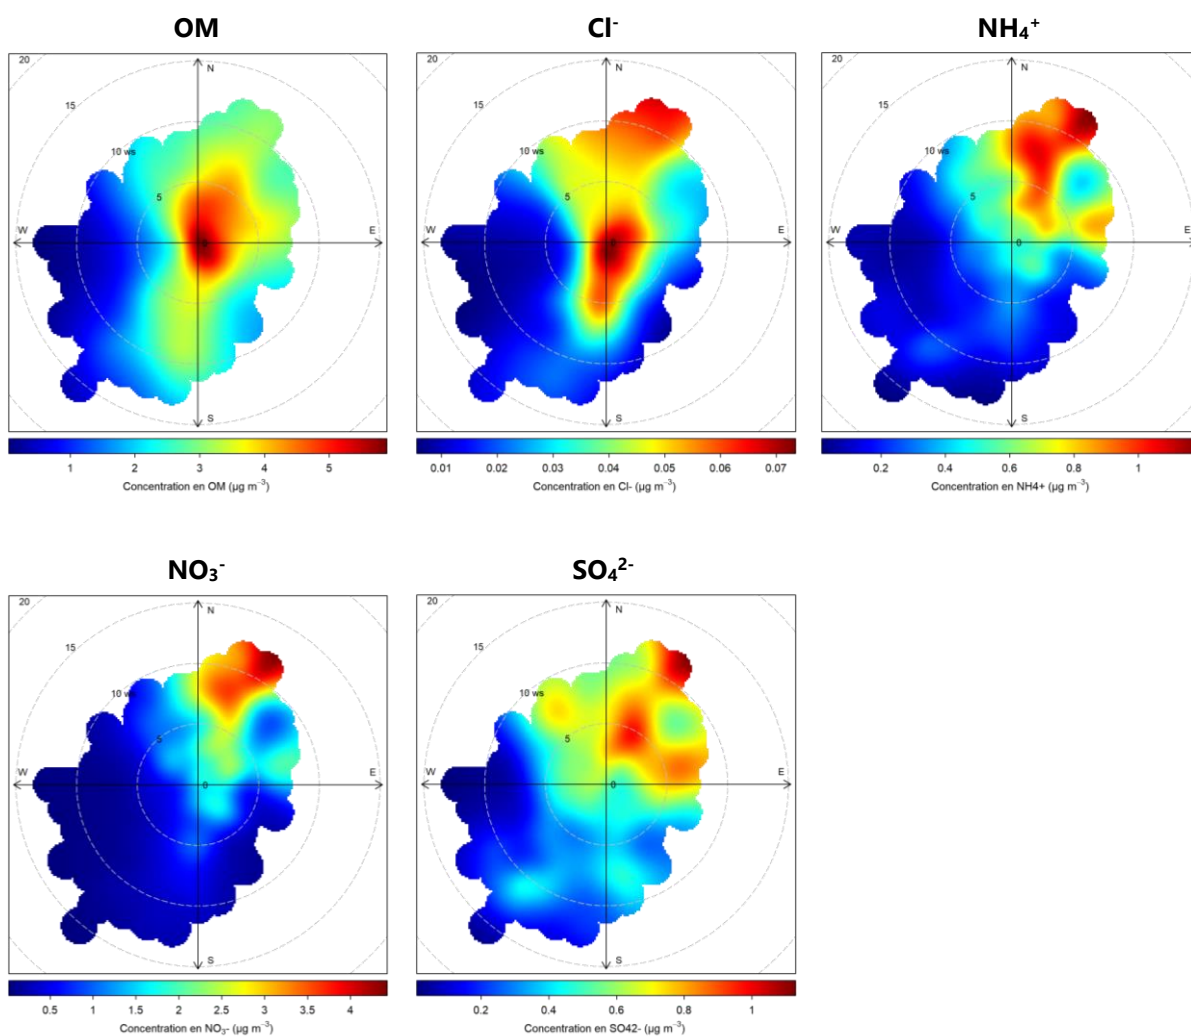 OM
Cl⁻
NH₄⁺
20
15
10 ws
5
N
W
E
S
1 2 3 4 5
Concentration en OM (µg m⁻³)
20
15
10 ws
5
N
W
E
S
0.01 0.02 0.03 0.04 0.05 0.06 0.07
Concentration en Cl- (µg m⁻³)
20
15
10 ws
5
0
N
W
E
S
0.2 0.4 0.6 0.8 1
Concentration en NH4+ (µg m⁻³)
NO₃⁻
SO₄²⁻
20
15
10 ws
5
0
N
W
E
S
0.5 1 1.5 2 2.5 3 3.5 4
Concentration en NO₃- (µg m⁻³)
20
15
10 ws
5
0
N
W
E
S
0.2 0.4 0.6 0.8 1
Concentration en SO42- (µg m⁻³)